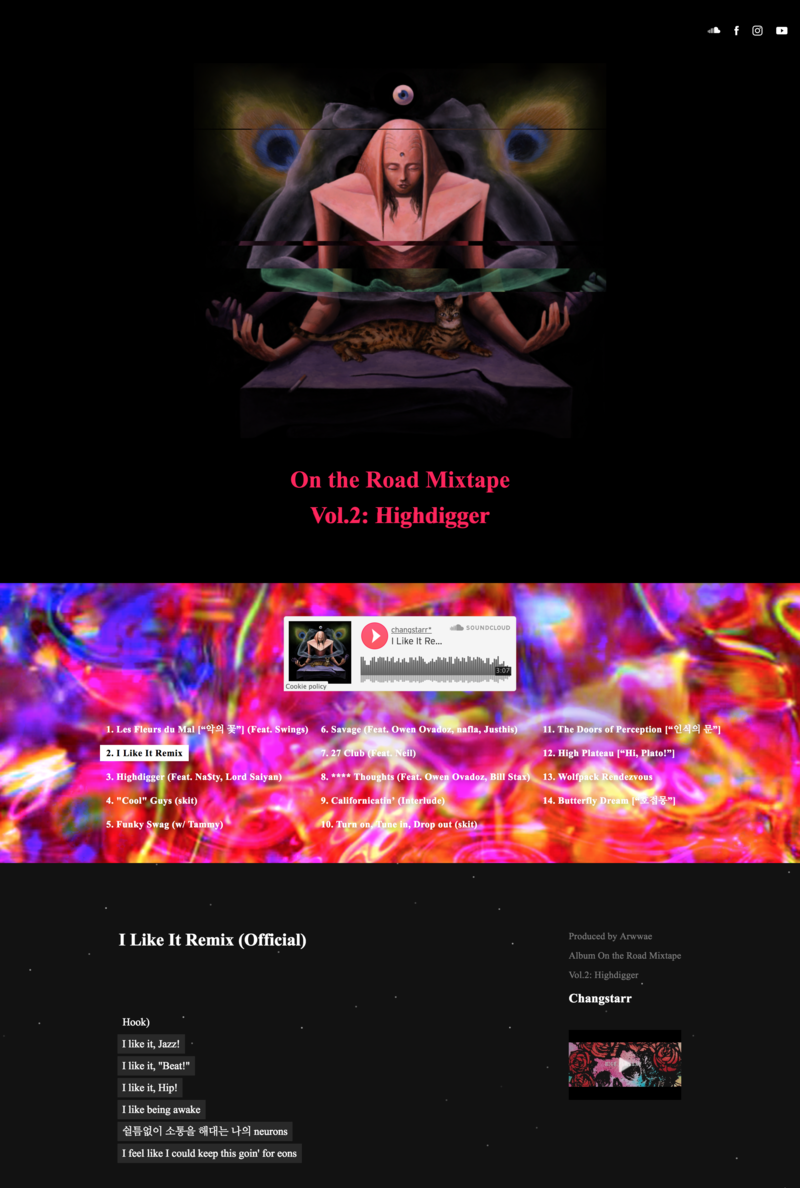 On the Road Mixtape
Vol.2: Highdigger
changstarr*
SOUNDCLOUD
I Like It Re...
3:07
Cookie policy
1. Les Fleurs du Mal [“악의 꽃”] (Feat. Swings)
2. I Like It Remix
3. Highdigger (Feat. Na$ty, Lord Saiyan)
4. "Cool" Guys (skit)
5. Funky Swag (w/ Tammy)
6. Savage (Feat. Owen Ovadoz, nafla, Justhis)
7. 27 Club (Feat. Neil)
8. **** Thoughts (Feat. Owen Ovadoz, Bill Stax)
9. Californicatin’ (Interlude)
10. Turn on, Tune in, Drop out (skit)
11. The Doors of Perception [“인식의 문”]
12. High Plateau [“Hi, Plato!”]
13. Wolfpack Rendezvous
14. Butterfly Dream [“호접몽”]
I Like It Remix (Official)
Hook)
I like it, Jazz!
I like it, "Beat!"
I like it, Hip!
I like being awake
쉴틈없이 소통을 해대는 나의 neurons
I feel like I could keep this goin' for eons
Produced by Arwwae
Album On the Road Mixtape
Vol.2: Highdigger
Changstarr